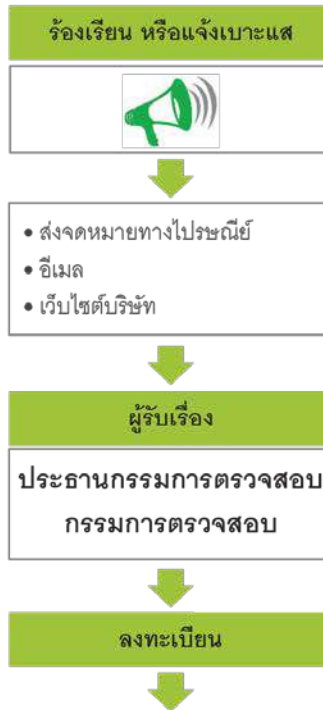 ร้องเรียน หรือแจ้งเบาะแส
• ส่งจดหมายทางไปรษณีย์
• อีเมล
• เว็บไซต์บริษัท
ผู้รับเรื่อง
ประธานกรรมการตรวจสอบ
กรรมการตรวจสอบ
ลงทะเบียน